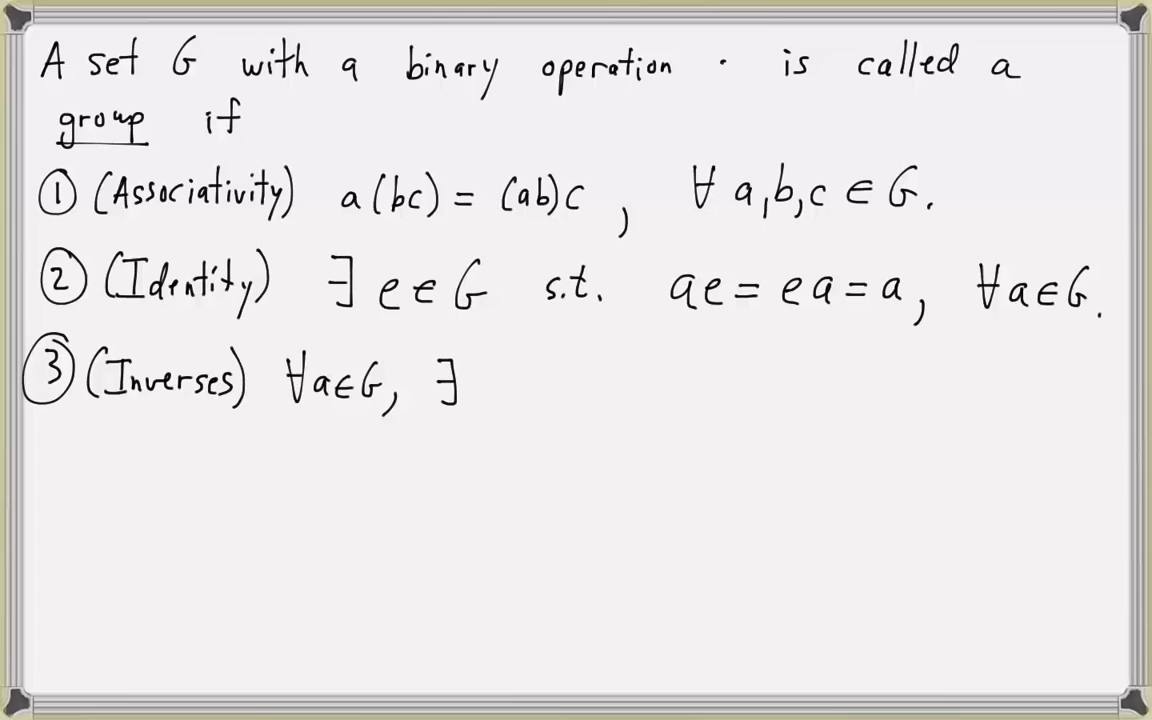 A set G with a binary operation · is called a
group if
① (Associativity) a(bc) = (ab)c , ∀ a,b,c ∈ G.
② (Identity) ∃ e ∈ G s.t. ae = ea = a, ∀a∈G.
③ (Inverses) ∀a∈G, ∃